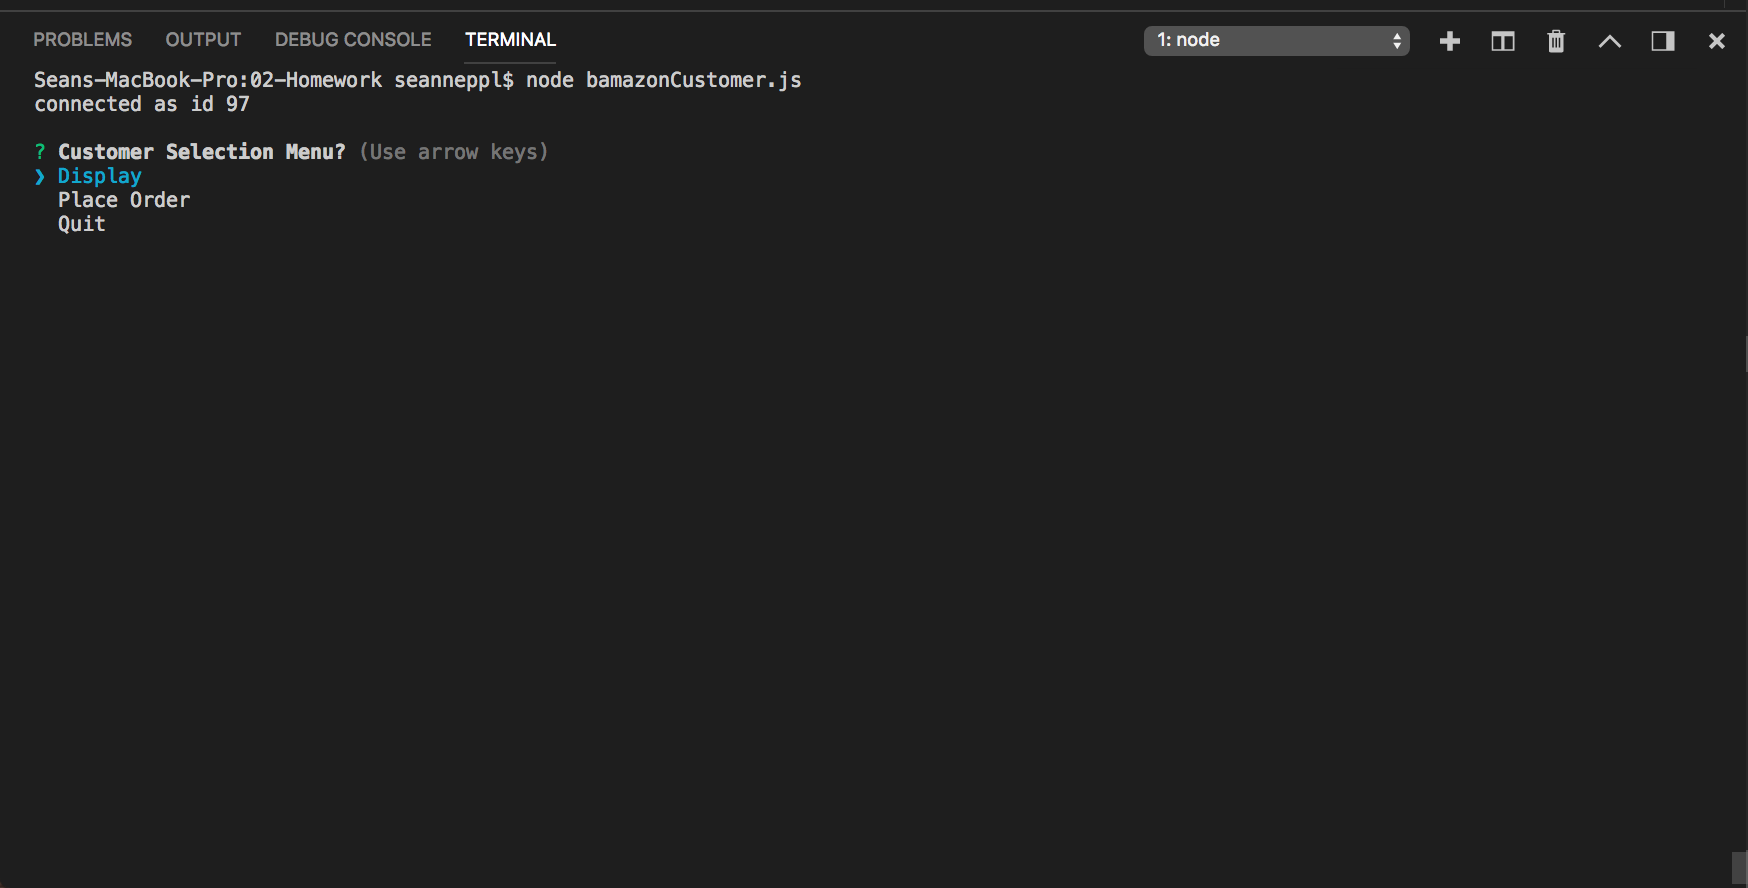 PROBLEMS OUTPUT DEBUG CONSOLE TERMINAL 1: node
Seans-MacBook-Pro:02-Homework seanneppl$ node bamazonCustomer.js
connected as id 97
? Customer Selection Menu? (Use arrow keys)
❯ Display
Place Order
Quit